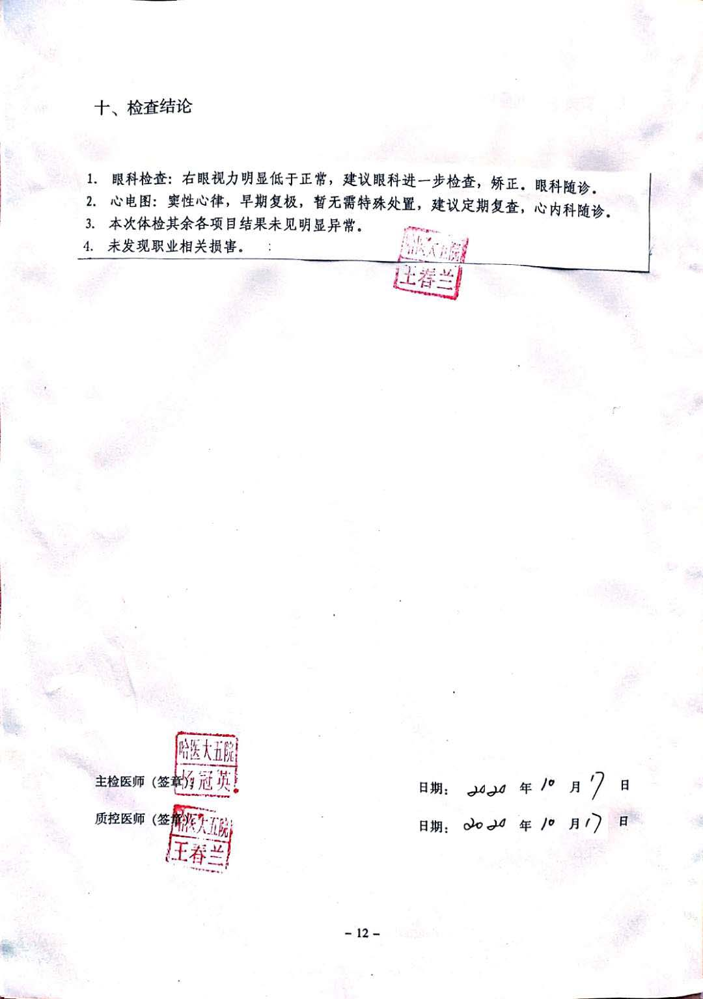 十、检查结论
1. 眼科检查：右眼视力明显低于正常，建议眼科进一步检查，矫正。眼科随诊。
2. 心电图：窦性心律，早期复极，暂无需特殊处置，建议定期复查，心内科随诊。
3. 本次体检其余各项目结果未见明显异常。
4. 未发现职业相关损害。 :
哈医大五院
王春兰
哈医大五院
主检医师（签章）：杨冠英 日期： 2020 年 10 月 17 日
质控医师（签章）：哈医大五院 日期： 2020 年 10 月 17 日
王春兰
- 12 -